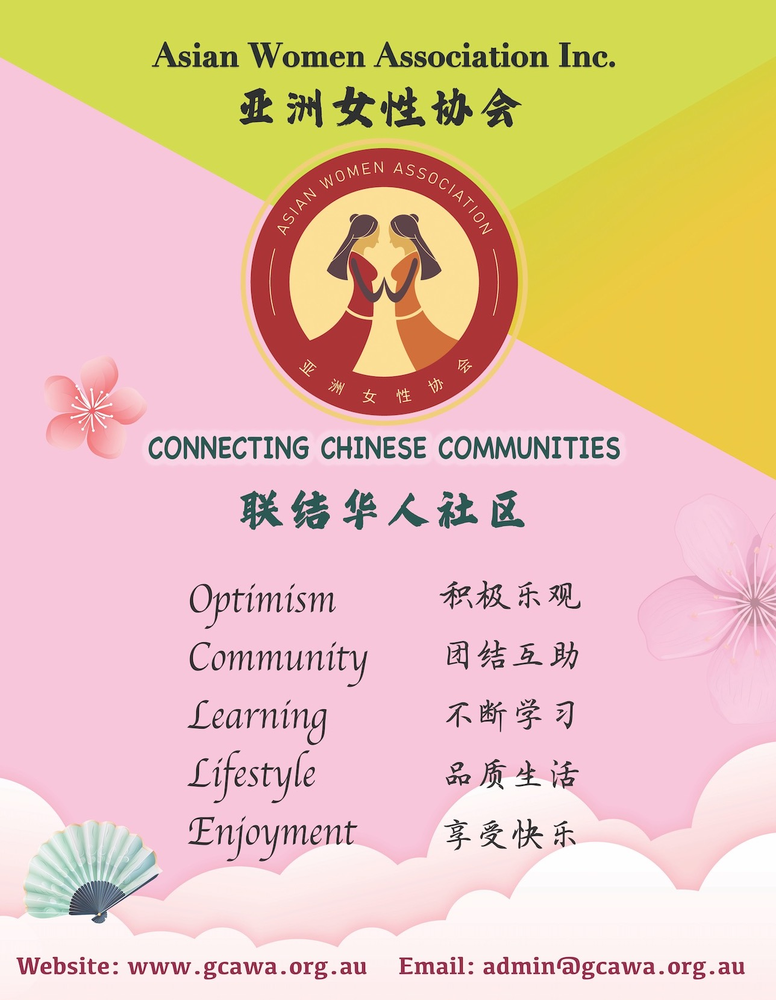 Asian Women Association Inc.
亚洲女性协会
ASIAN WOMEN ASSOCIATION
亚洲女性协会
CONNECTING CHINESE COMMUNITIES
联结华人社区
Optimism 积极乐观
Community 团结互助
Learning 不断学习
Lifestyle 品质生活
Enjoyment 享受快乐
Website: www.gcawa.org.au Email: admin@gcawa.org.au